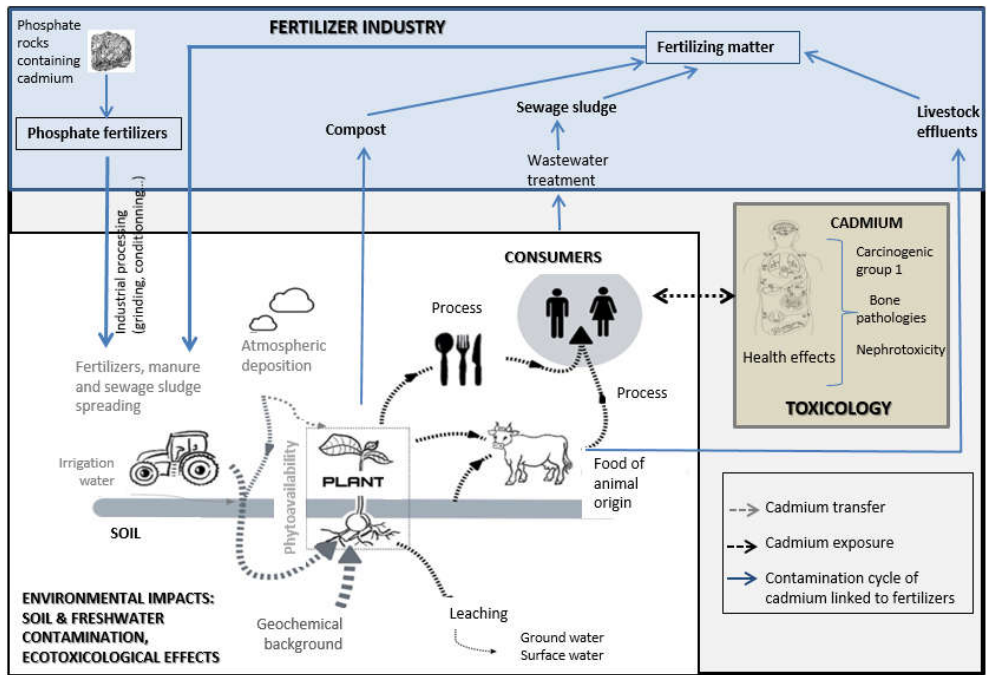 FERTILIZER INDUSTRY
Phosphate
rocks
containing
cadmium
Fertilizing matter
Phosphate fertilizers
Compost
Sewage sludge
Livestock
effluents
Wastewater
treatment
Industrial processing
(grinding, conditionning...)
CADMIUM
Carcinogenic
group 1
Bone
pathologies
Nephrotoxicity
Health effects
TOXICOLOGY
CONSUMERS
Process
Atmospheric
deposition
Fertilizers, manure
and sewage sludge
spreading
Process
Irrigation
water
Phytoavailability
PLANT
Food of
animal
origin
SOIL
Cadmium transfer
Cadmium exposure
Contamination cycle of
cadmium linked to fertilizers
ENVIRONMENTAL IMPACTS:
SOIL & FRESHWATER
CONTAMINATION,
ECOTOXICOLOGICAL EFFECTS
Geochemical
background
Leaching
Ground water
Surface water